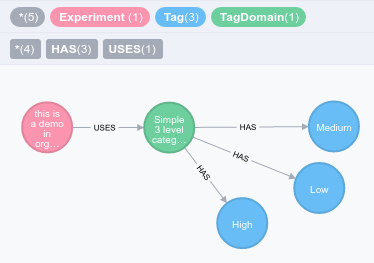 *(5) Experiment (1) Tag(3) TagDomain(1)
*(4) HAS(3) USES(1)
this is
a demo
in
org…
USES
Simple
3 level
categ…
HAS
Medium
HAS
Low
HAS
High